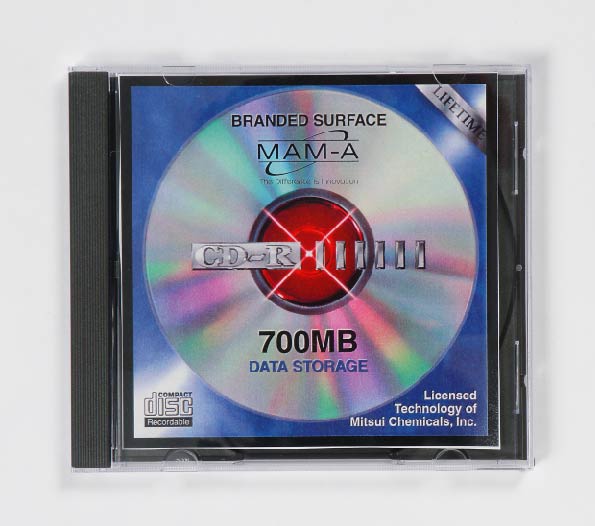 LIFETIME
BRANDED SURFACE
MAM-A
The Difference is Innovation
CD-R
700MB
DATA STORAGE
COMPACT
disc
Recordable
Licensed
Technology of
Mitsui Chemicals, Inc.